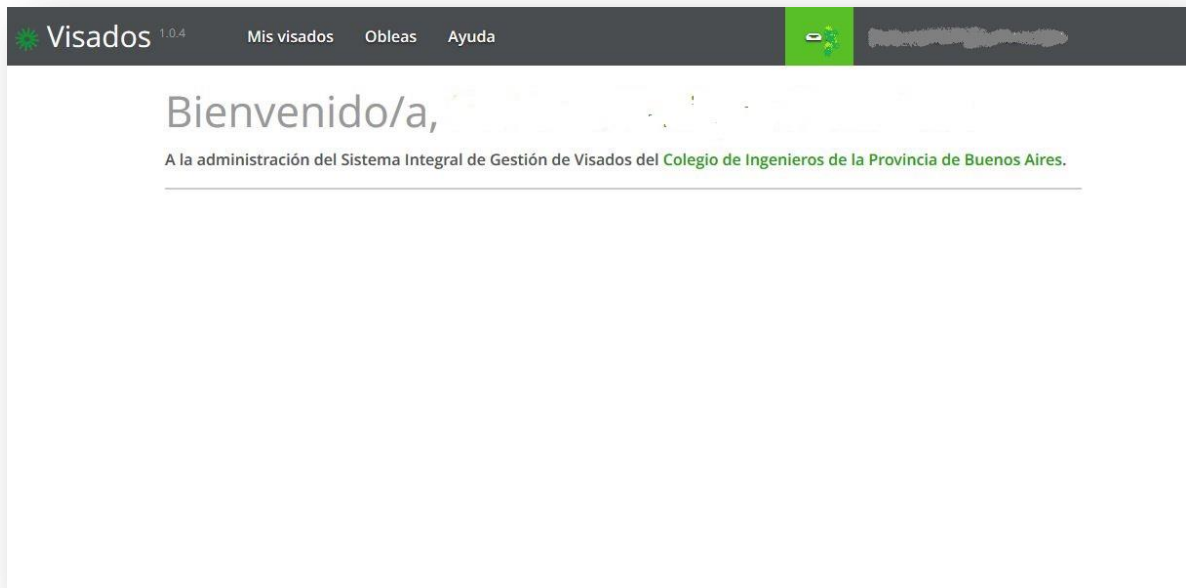 Visados 1.0.4 Mis visados Obleas Ayuda
Bienvenido/a,
A la administración del Sistema Integral de Gestión de Visados del Colegio de Ingenieros de la Provincia de Buenos Aires.